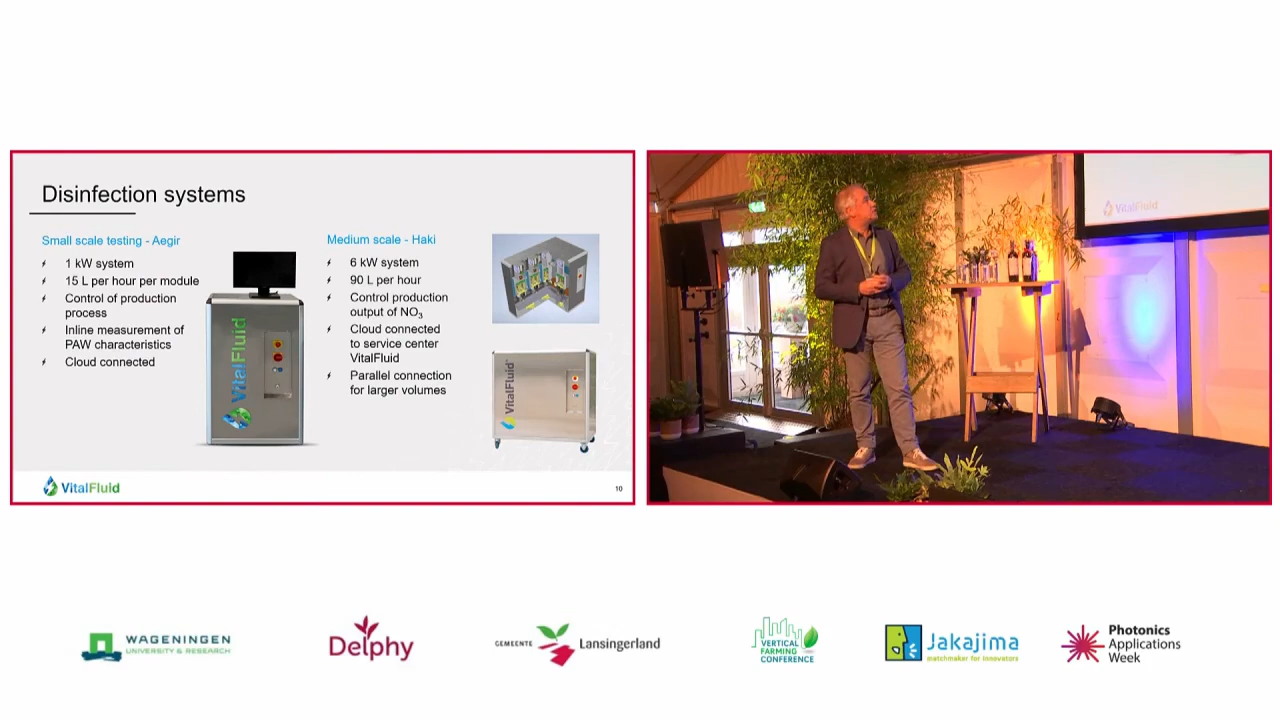 Disinfection systems
Small scale testing - Aegir
1 kW system
15 L per hour per module
Control of production
process
Inline measurement of
PAW characteristics
Cloud connected
VitalFluid
Medium scale - Haki
6 kW system
90 L per hour
Control production
output of NO3
Cloud connected
to service center
VitalFluid
Parallel connection
for larger volumes
VitalFluid
VitalFluid
10
VitalFluid
WAGENINGEN
UNIVERSITY & RESEARCH
Delphy
GEMEENTE Lansingerland
VERTICAL
FARMING
CONFERENCE
Jakajima
matchmaker for innovators
Photonics
Applications
Week